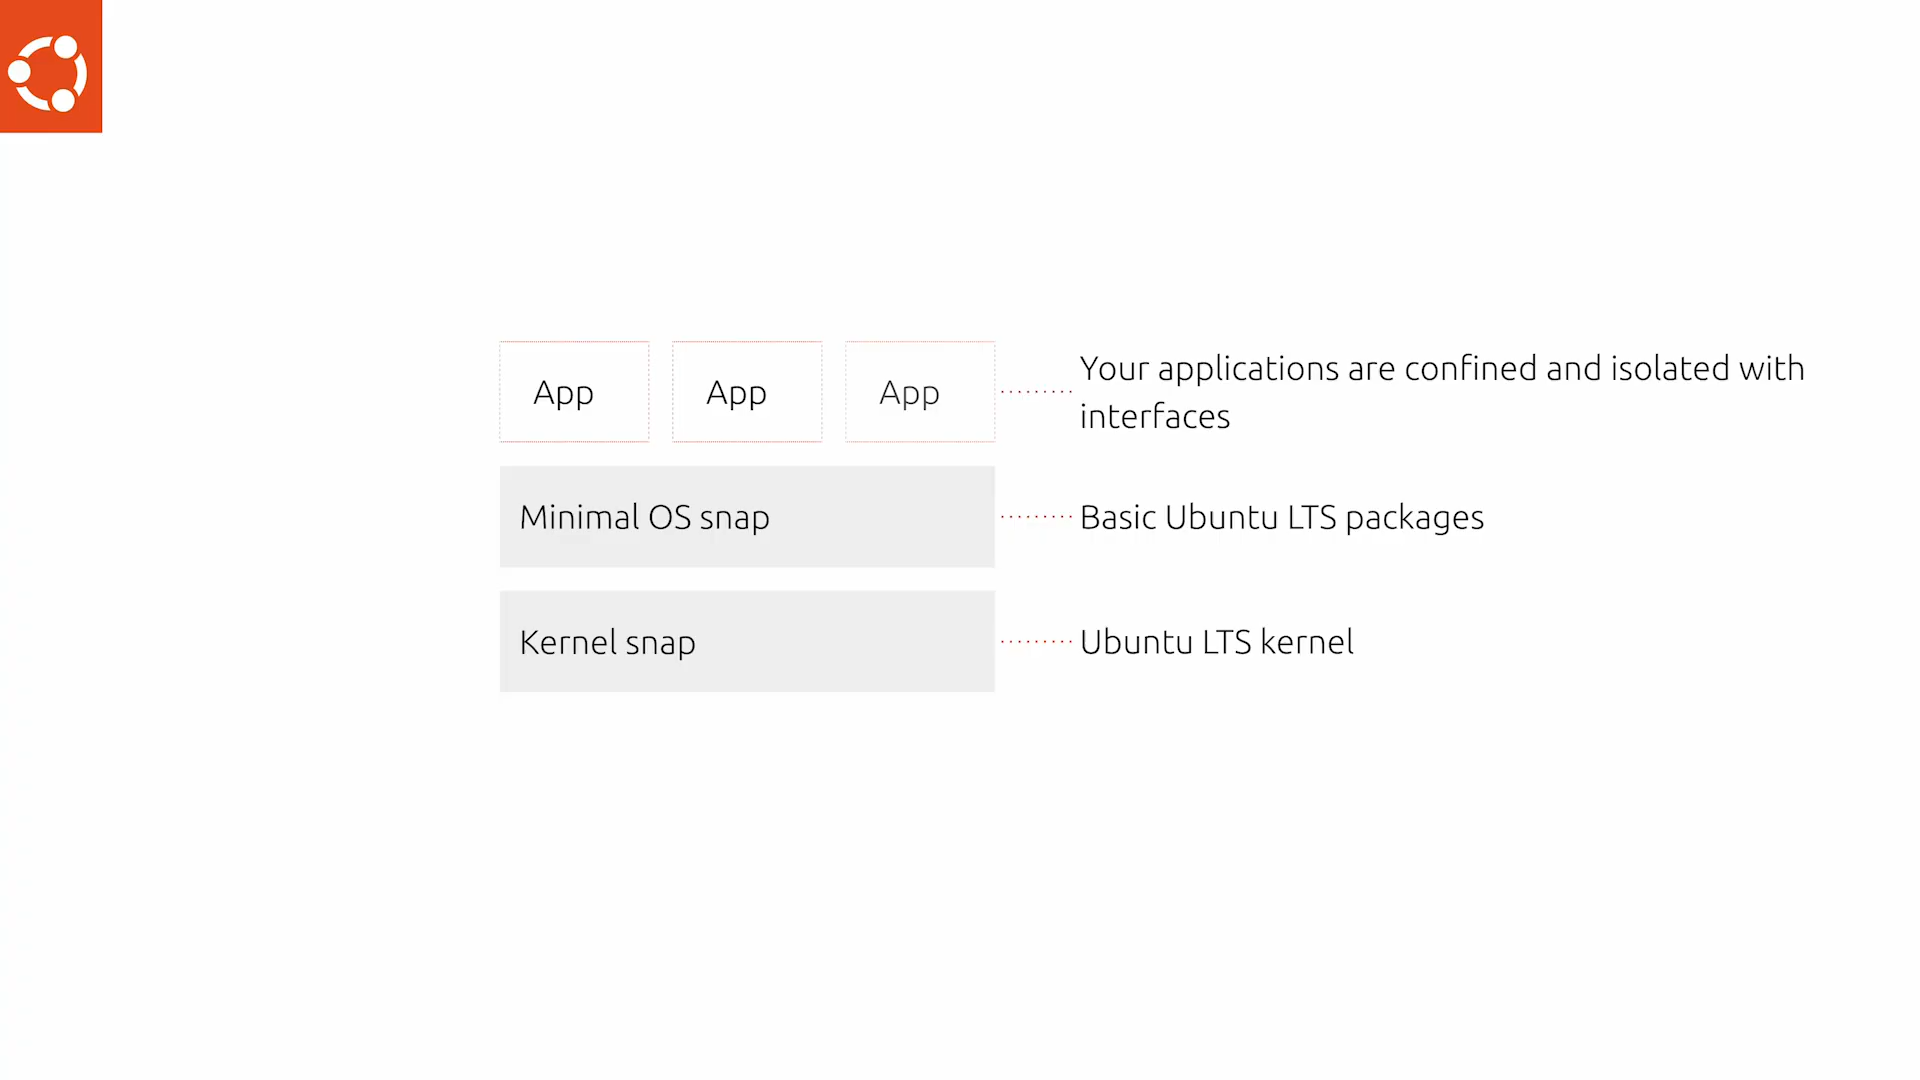 App App App
Your applications are confined and isolated with
interfaces
Minimal OS snap
Basic Ubuntu LTS packages
Kernel snap
Ubuntu LTS kernel